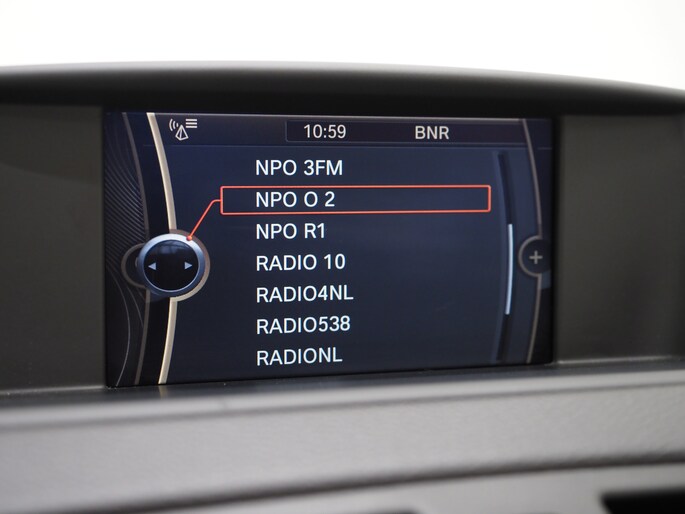 10:59 BNR
NPO 3FM
NPO O 2
NPO R1
RADIO 10
RADIO4NL
RADIO538
RADIONL